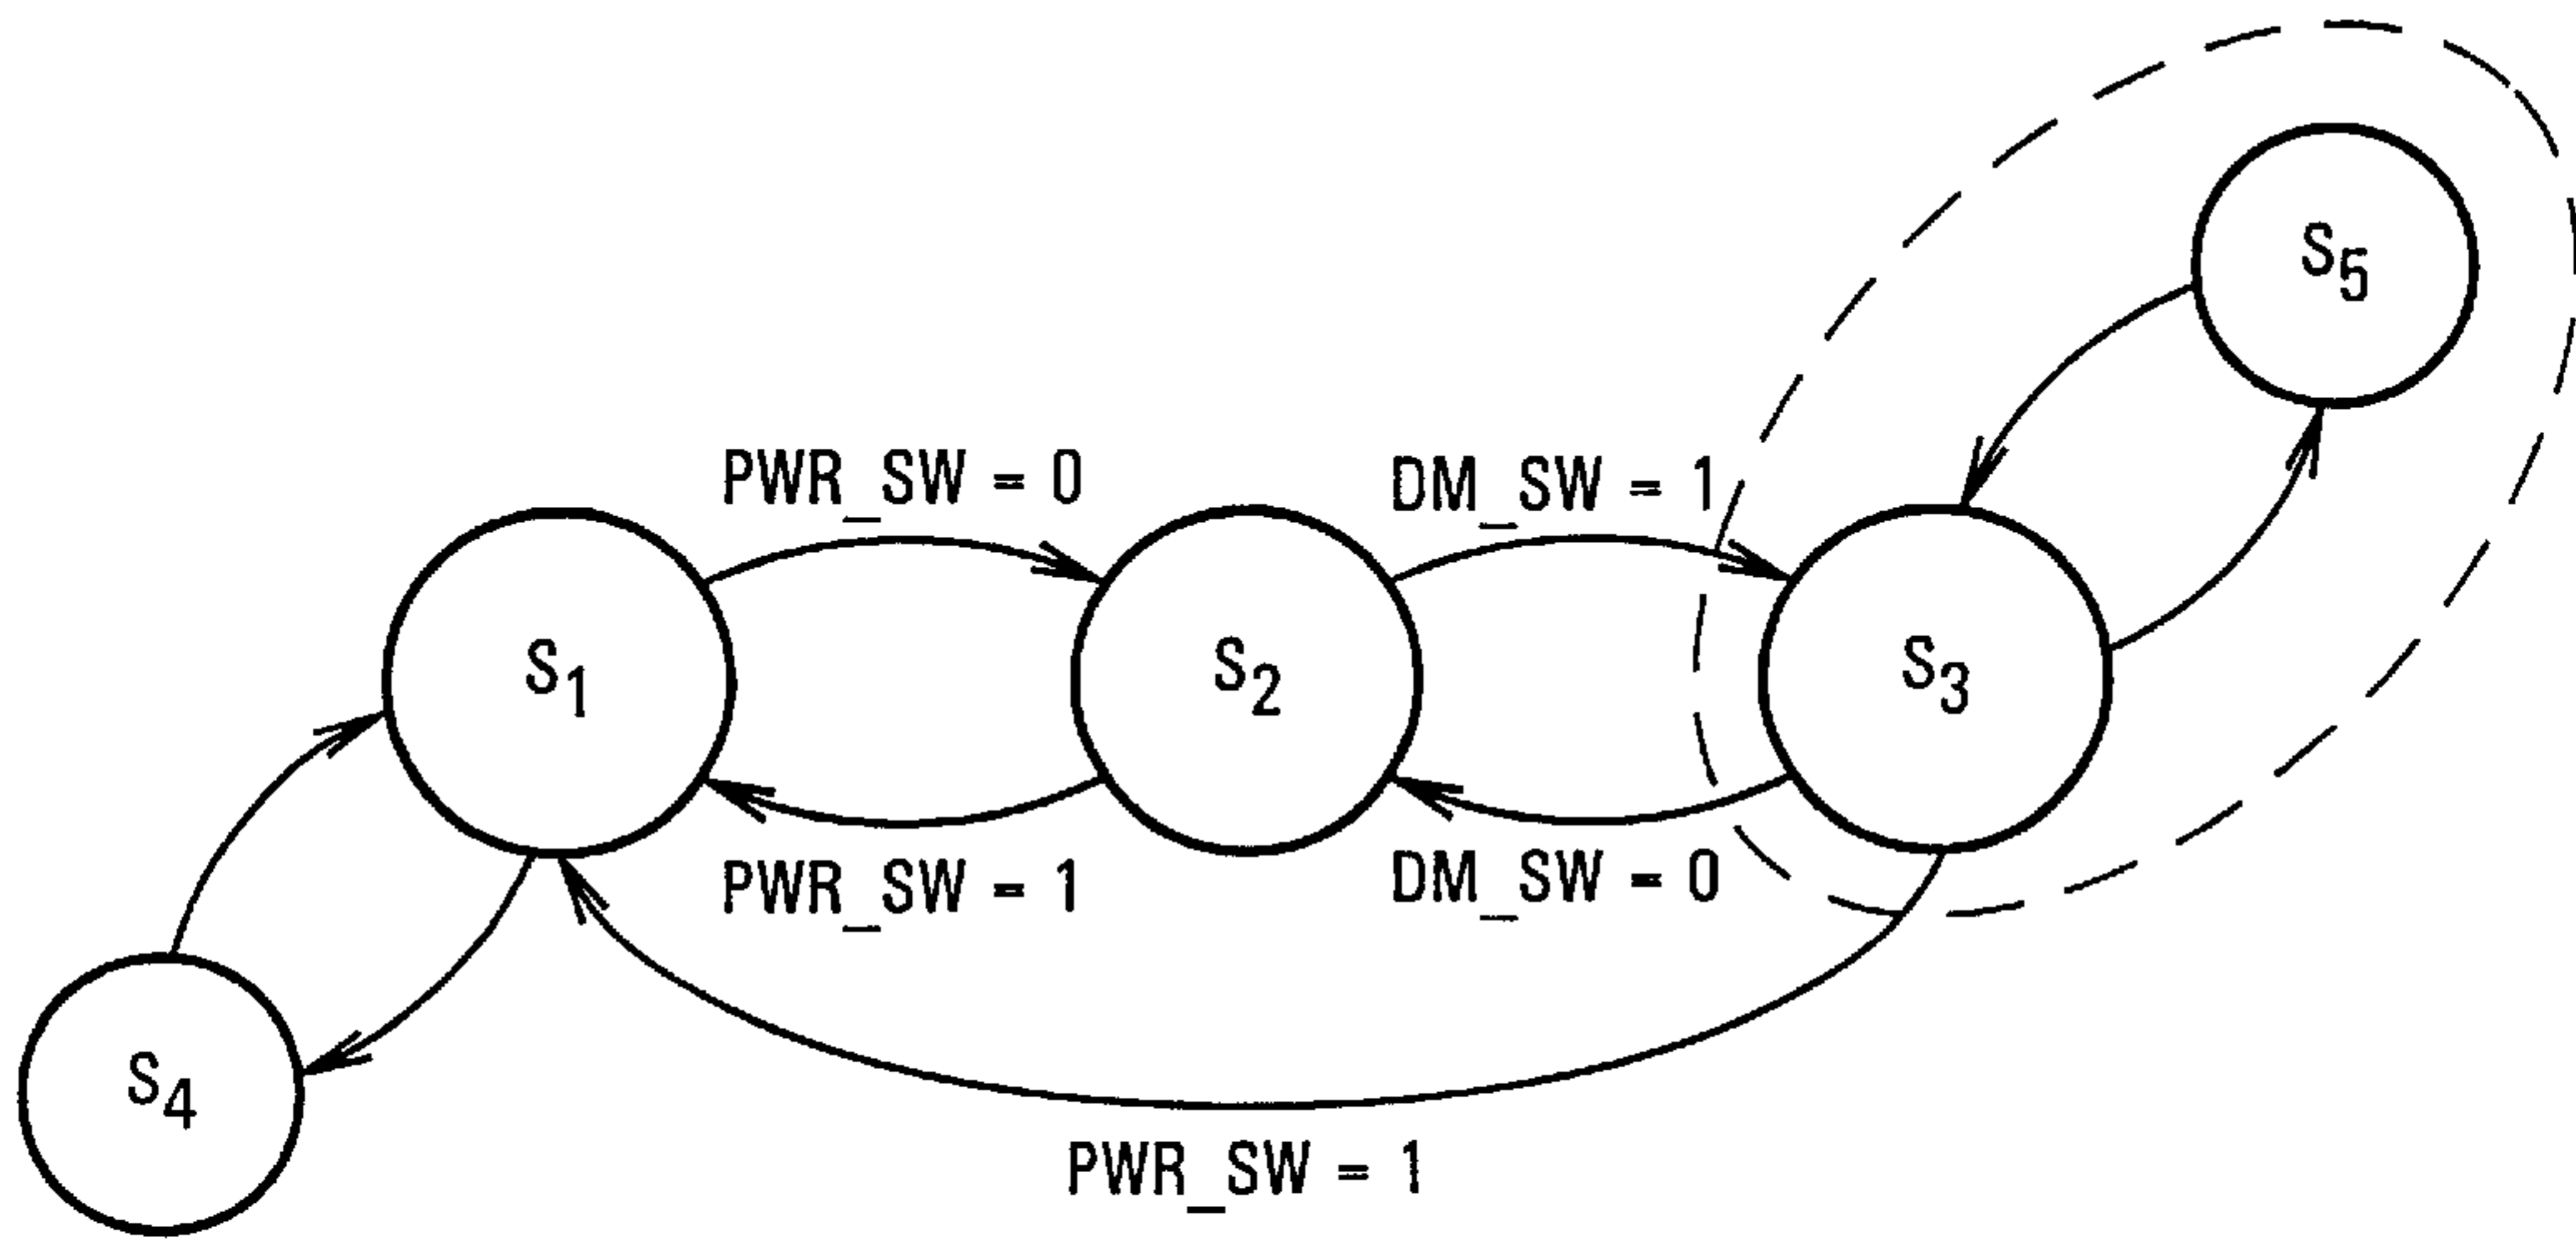 S5
PWR_SW = 0
DM_SW = 1
S1
S2
S3
PWR_SW = 1
DM_SW = 0
S4
PWR_SW = 1